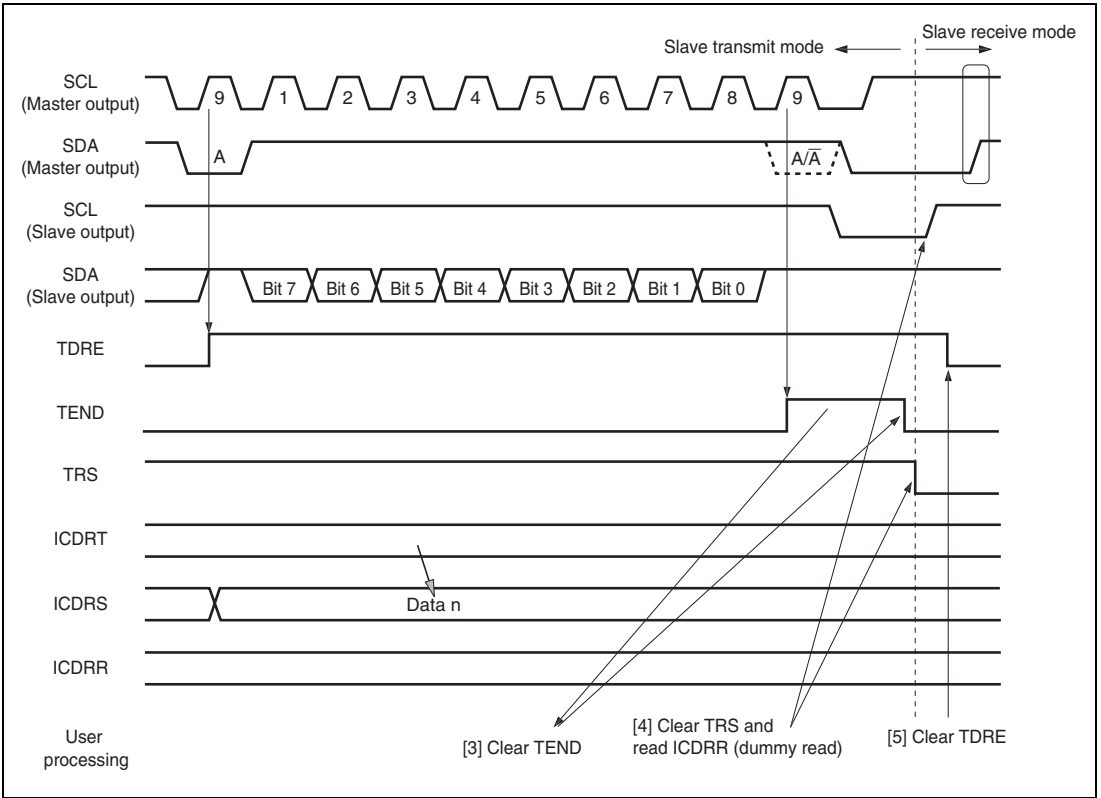 Slave transmit mode
Slave receive mode
SCL
(Master output)
9 1 2 3 4 5 6 7 8 9
SDA
(Master output)
A
A/A̅
SCL
(Slave output)
SDA
(Slave output)
Bit 7 Bit 6 Bit 5 Bit 4 Bit 3 Bit 2 Bit 1 Bit 0
TDRE
TEND
TRS
ICDRT
ICDRS
Data n
ICDRR
User
processing
[3] Clear TEND
[4] Clear TRS and
read ICDRR (dummy read)
[5] Clear TDRE